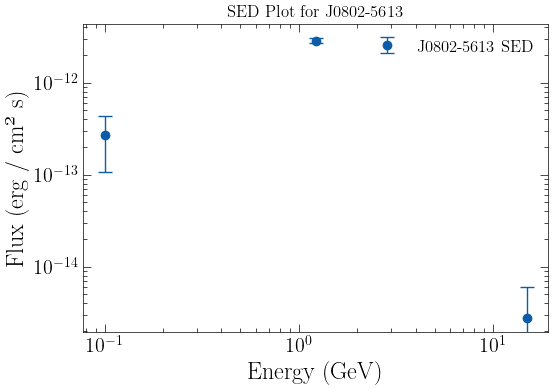 SED Plot for J0802-5613
J0802-5613 SED
Flux (erg / cm² s)
10⁻¹²
10⁻¹³
10⁻¹⁴
10⁻¹
10⁰
10¹
Energy (GeV)